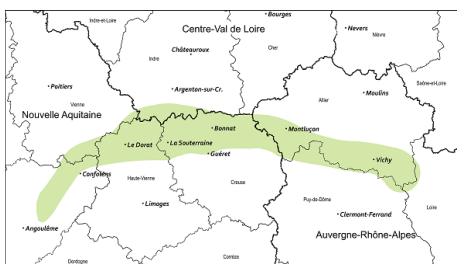 Bourges
Indre-et-Loire
Centre-Val de Loire
Nevers
Cher
Nièvre
Châteauroux
Indre
Saône-et-Loire
Poitiers
Argenton-sur-Cr.
Allier
Moulins
Vienne
Nouvelle Aquitaine
Bonnat
Montluçon
Le Dorat
La Souterraine
Guéret
Vichy
Confolens
Haute-Vienne
Creuse
Puy-de-Dôme
Limoges
Loire
Clermont-Ferrand
Angoulême
Auvergne-Rhône-Alpes
Corrèze
Dordogne